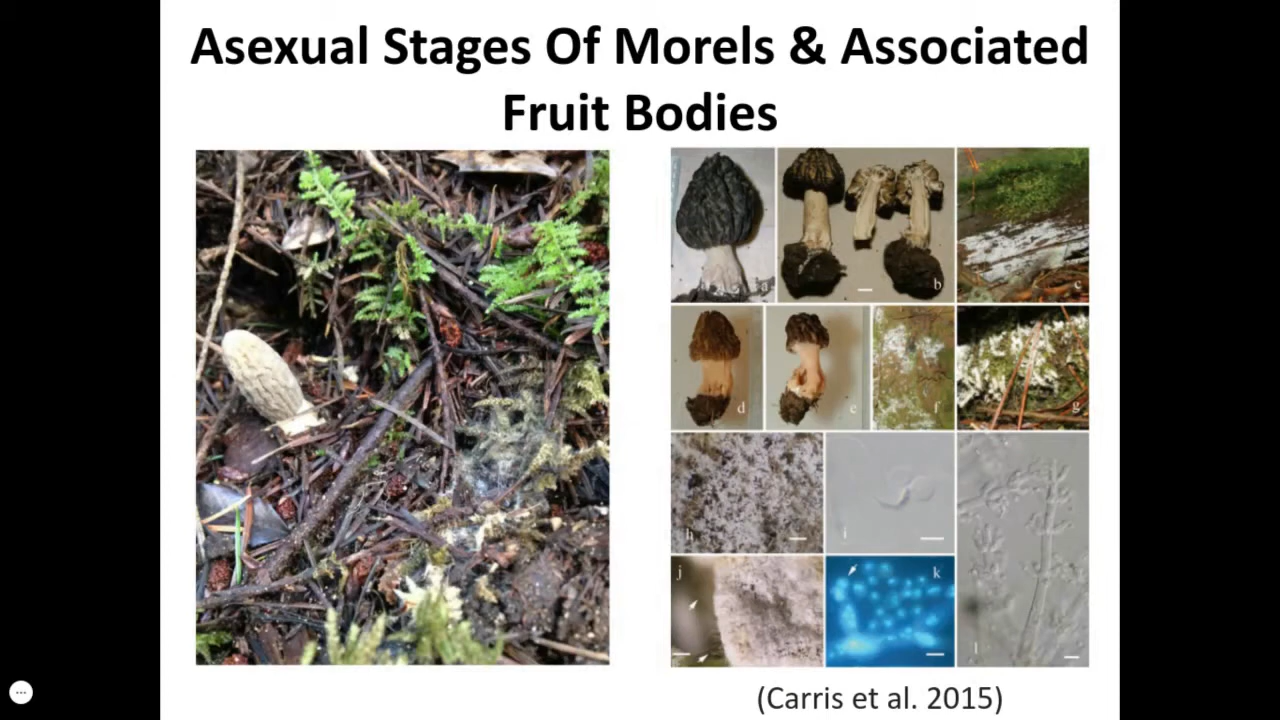 Asexual Stages Of Morels & Associated
Fruit Bodies
a
b
c
d
e
f
g
h
i
j
k
l
(Carris et al. 2015)